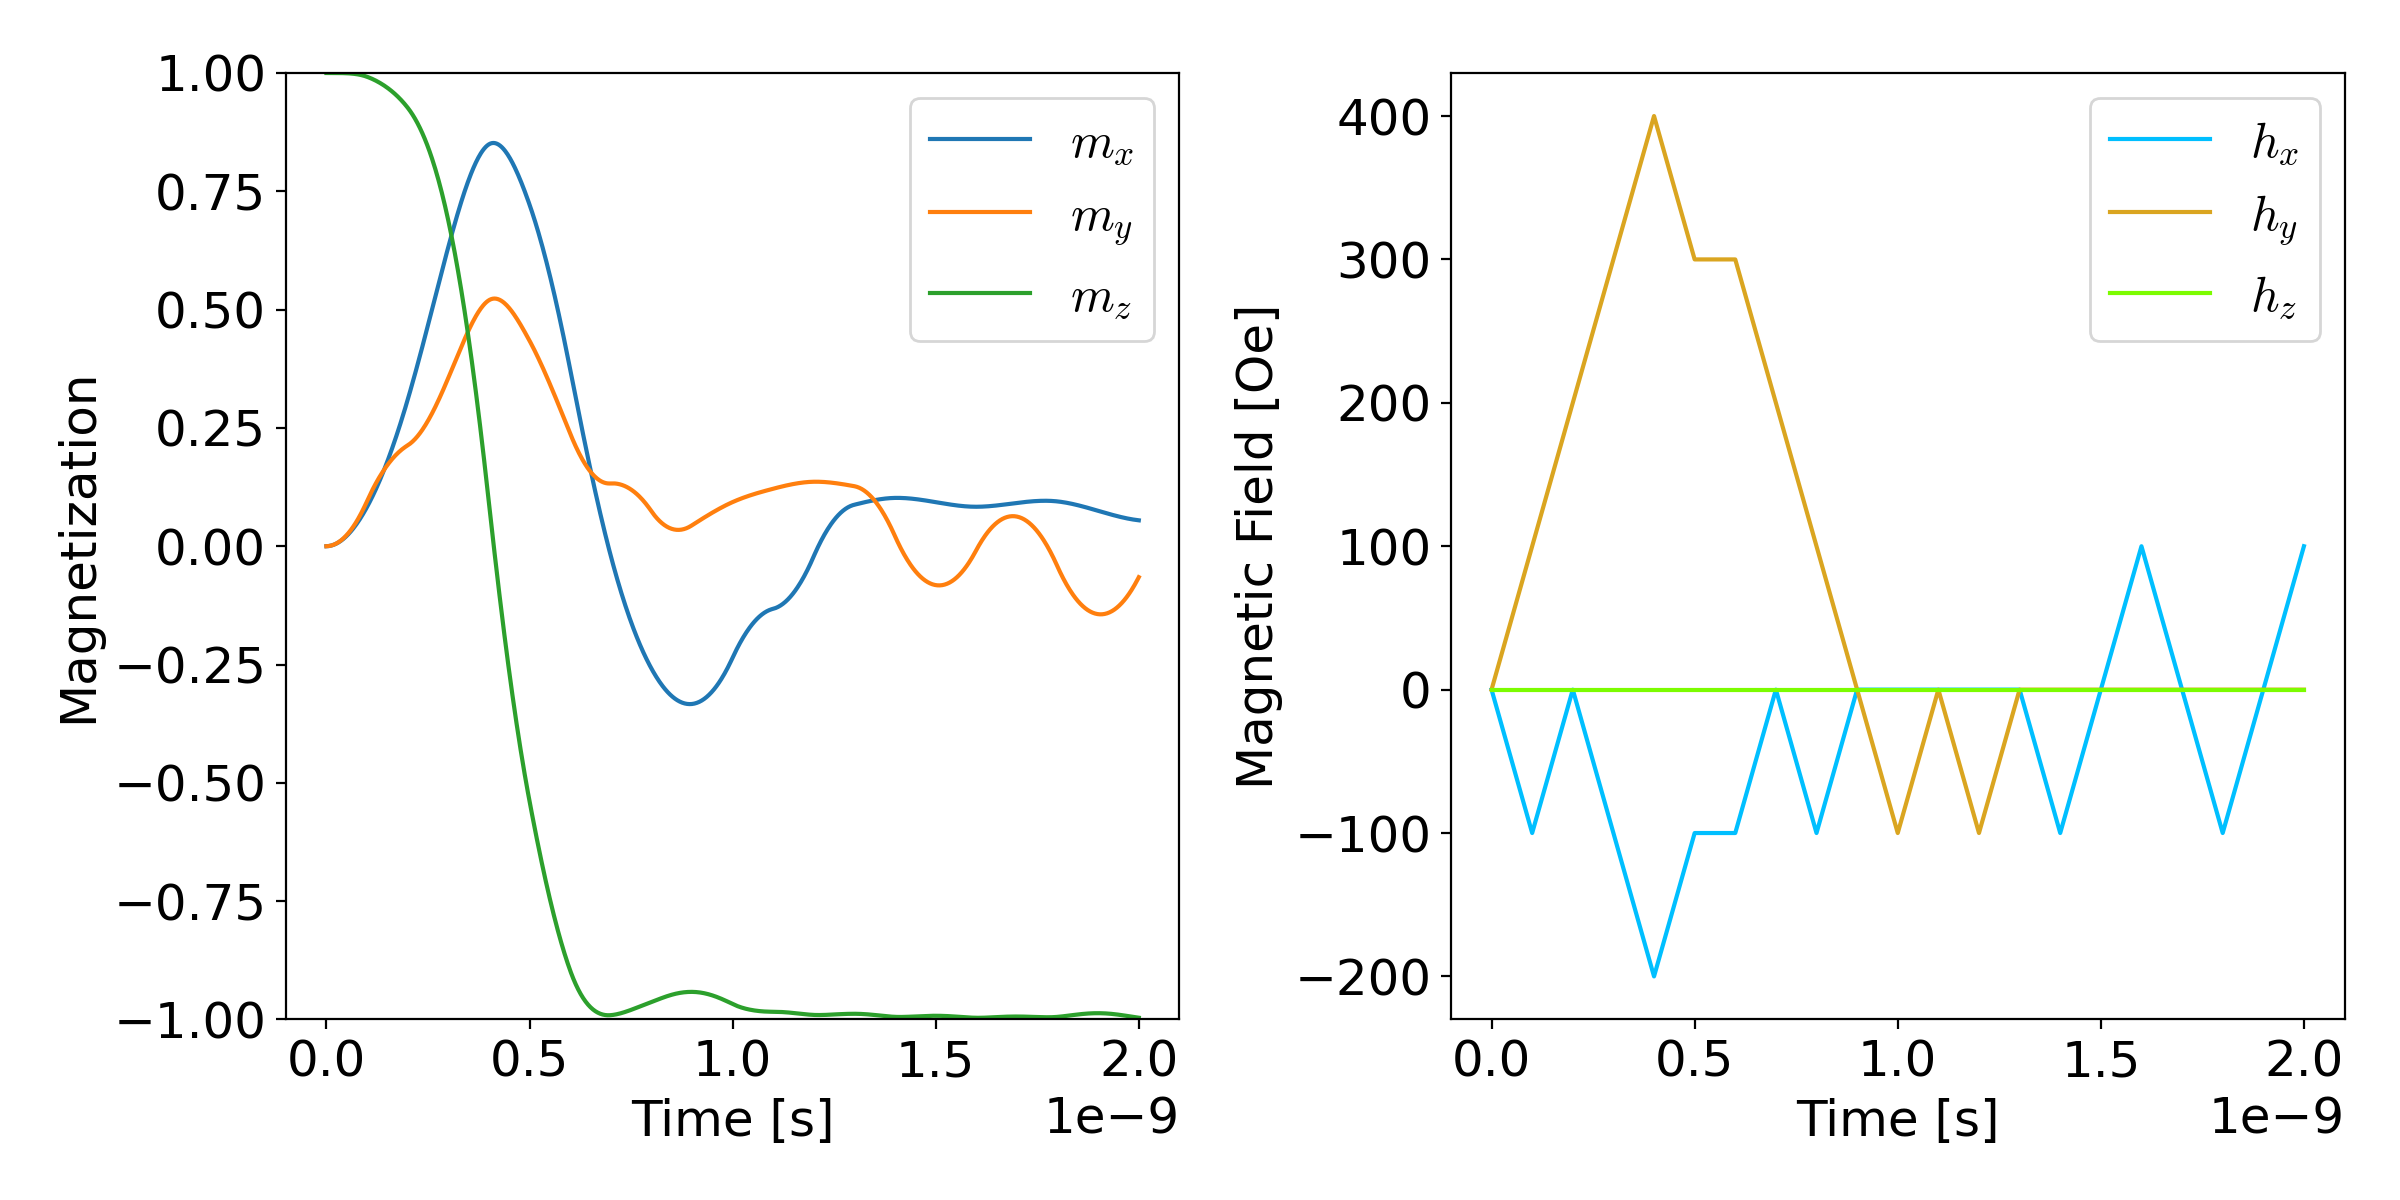 Magnetization
1.00
0.75
0.50
0.25
0.00
−0.25
−0.50
−0.75
−1.00
0.0 0.5 1.0 1.5 2.0
Time [s]
1e−9
m_x
m_y
m_z
Magnetic Field [Oe]
400
300
200
100
0
−100
−200
0.0 0.5 1.0 1.5 2.0
Time [s]
1e−9
h_x
h_y
h_z